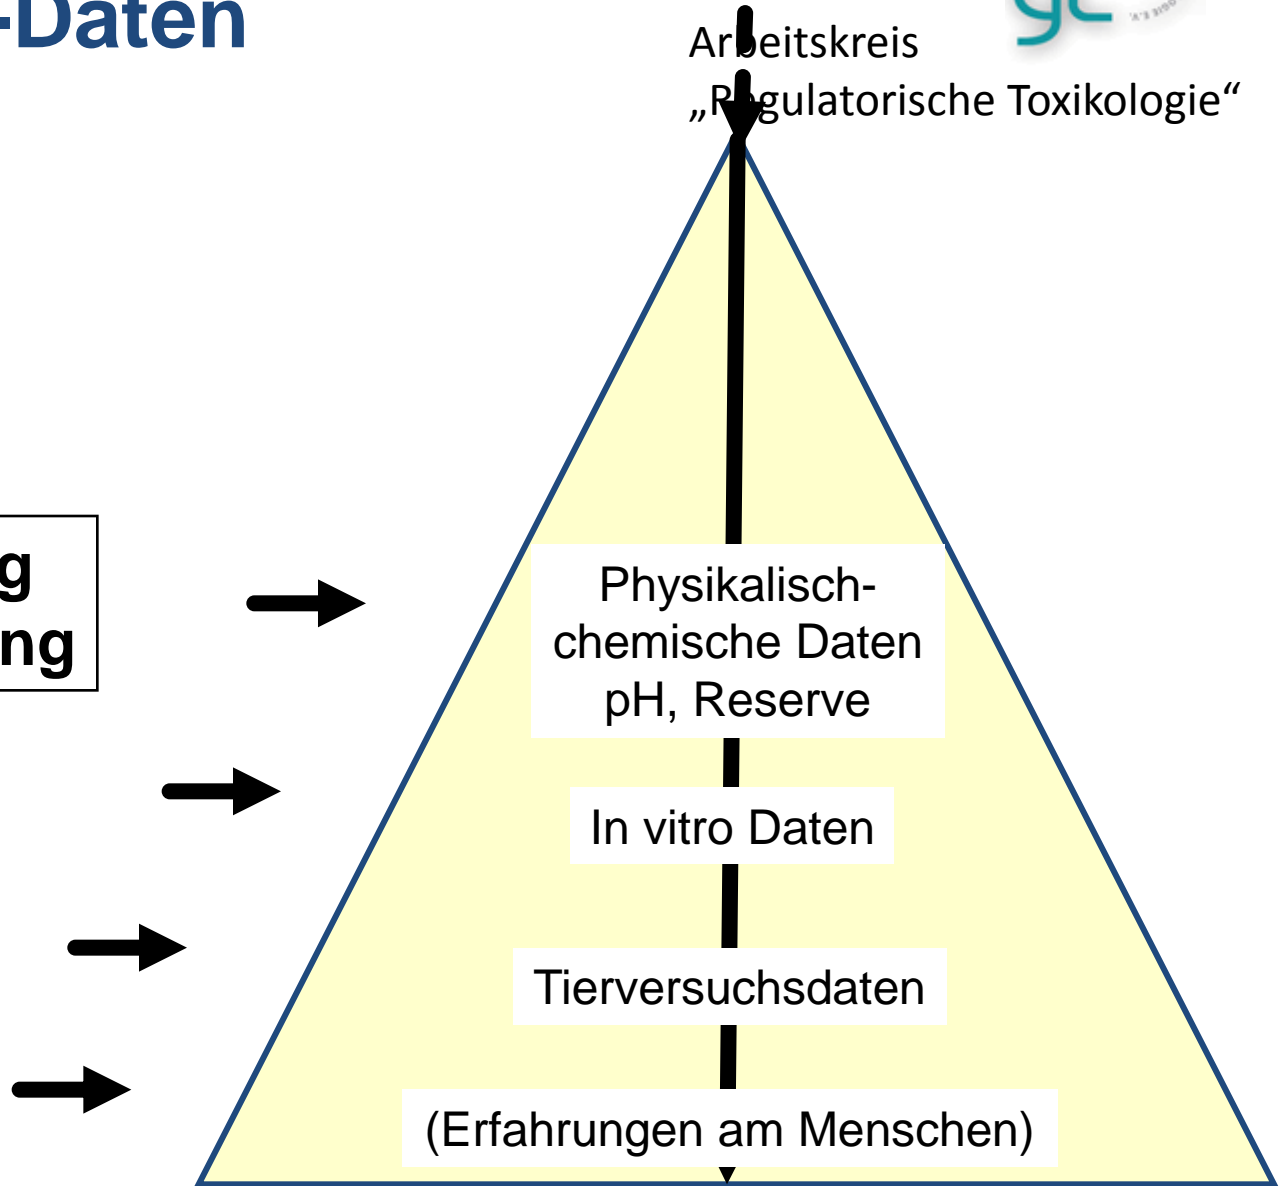 -Daten
Arbeitskreis
„Regulatorische Toxikologie“
g
ng
Physikalisch-
chemische Daten
pH, Reserve
In vitro Daten
Tierversuchsdaten
(Erfahrungen am Menschen)